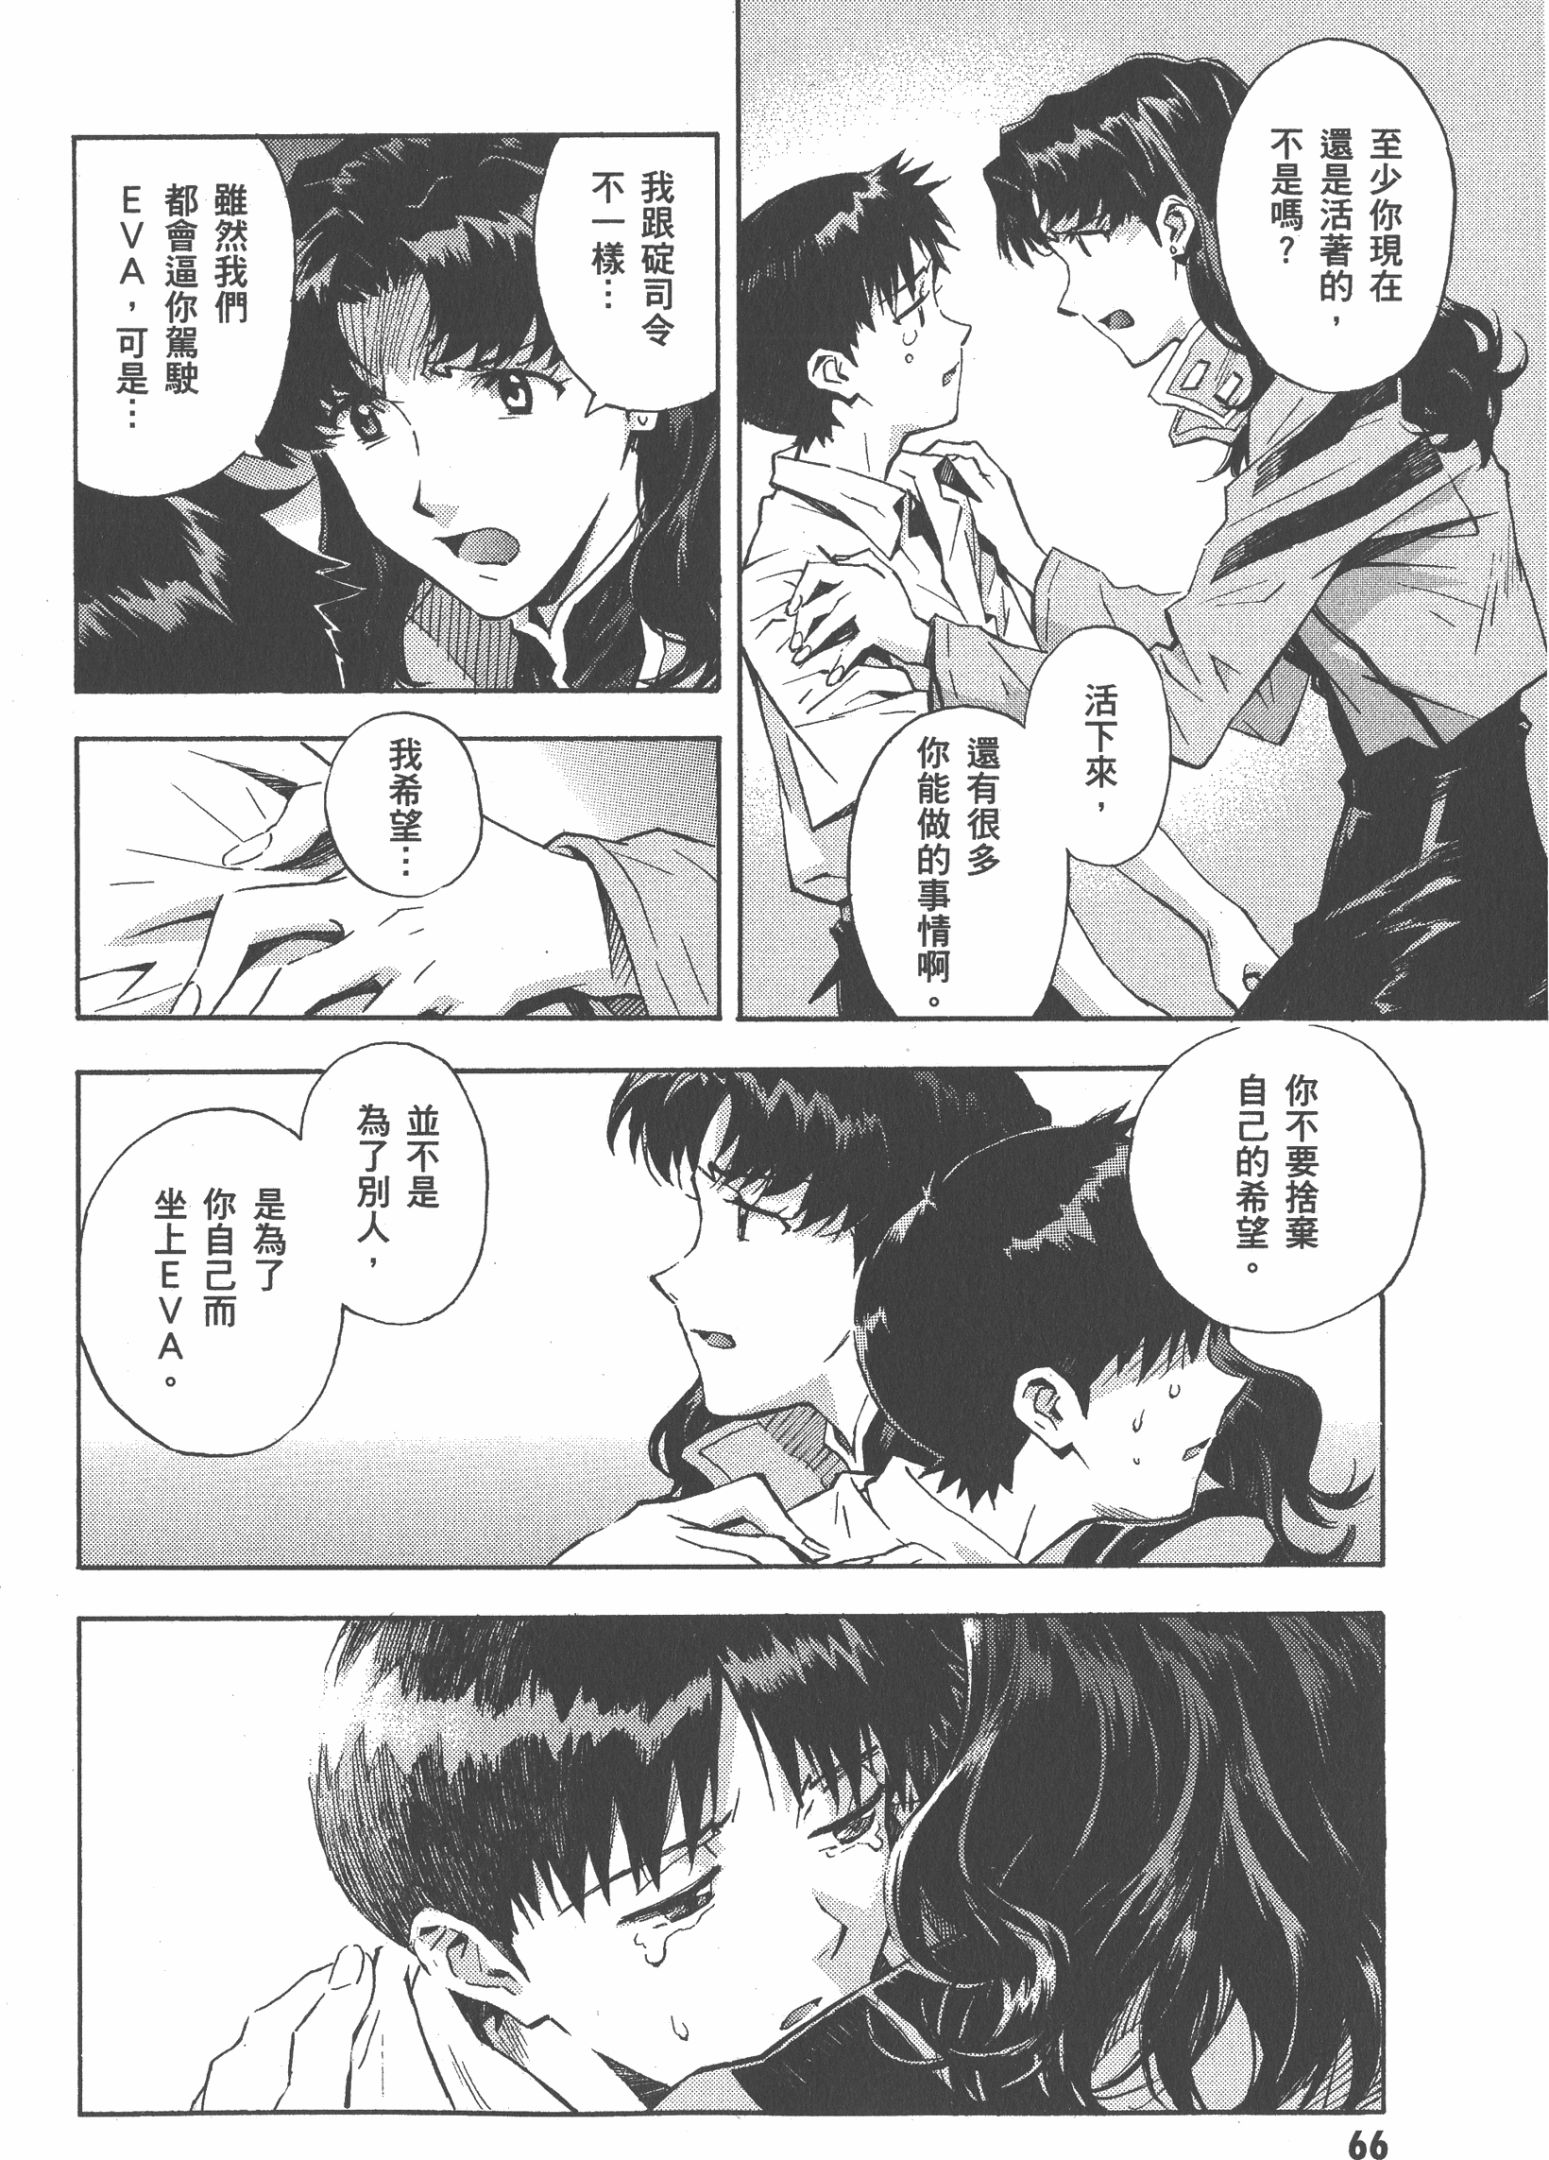 至少你現在
還是活著的，
不是嗎？
活下來，
還有很多
你能做的事情啊。
我跟碇司令
不一樣…
雖然我們
都會逼你駕駛
EVA，可是…
我希望…
你不要捨棄
自己的希望。
並不是
為了別人，
是為了
你自己而
坐上EVA。
66